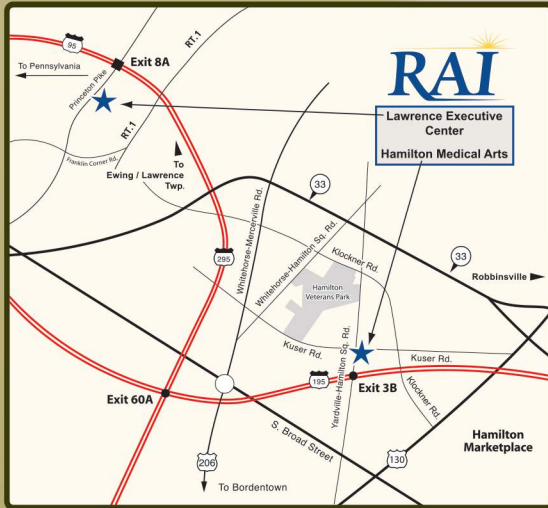 95
Exit 8A
RT.1
To Pennsylvania
Princeton Pike
RAI
Lawrence Executive
Center
Hamilton Medical Arts
RT.1
Franklin Corner Rd.
To
Ewing / Lawrence
Twp.
33
Whitehorse-Mercerville Rd.
Whitehorse-Hamilton Sq. Rd.
Klockner Rd.
33
295
Robbinsville
Hamilton
Veterans Park
Kuser Rd.
Yardville-Hamilton Sq. Rd.
Kuser Rd.
195
Exit 3B
Exit 60A
Klockner Rd.
S. Broad Street
Hamilton
Marketplace
206
130
To Bordentown